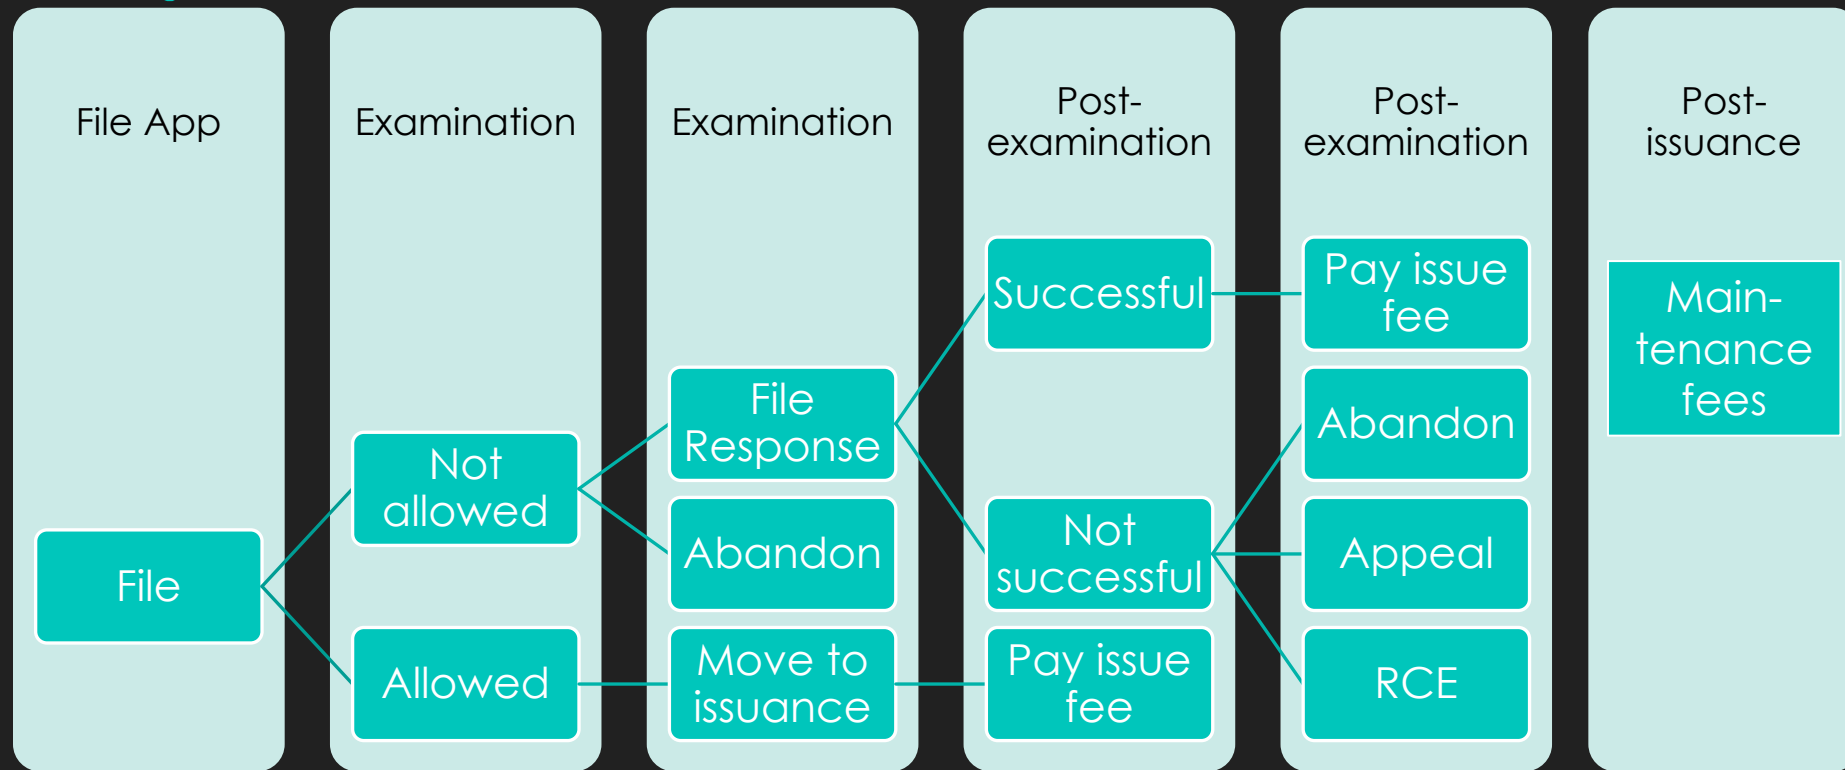 File App
Examination
Examination
Post-
examination
Post-
examination
Post-
issuance
File
Not
allowed
Allowed
File
Response
Abandon
Move to
issuance
Successful
Not
successful
Pay issue
fee
Pay issue
fee
Abandon
Appeal
RCE
Main-
tenance
fees